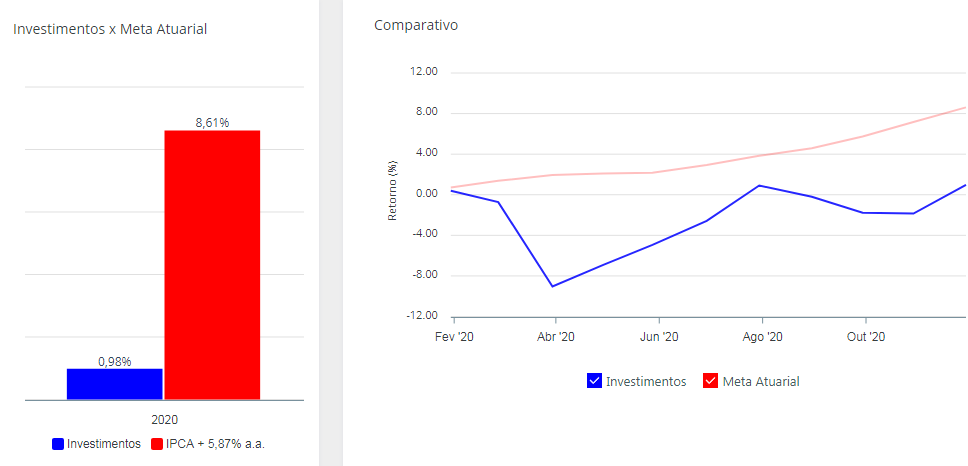 Investimentos x Meta Atuarial
8,61%
0,98%
2020
Investimentos IPCA + 5,87% a.a.
Comparativo
Retorno (%)
12.00
8.00
4.00
0.00
-4.00
-8.00
-12.00
Fev '20 Abr '20 Jun '20 Ago '20 Out '20
Investimentos Meta Atuarial